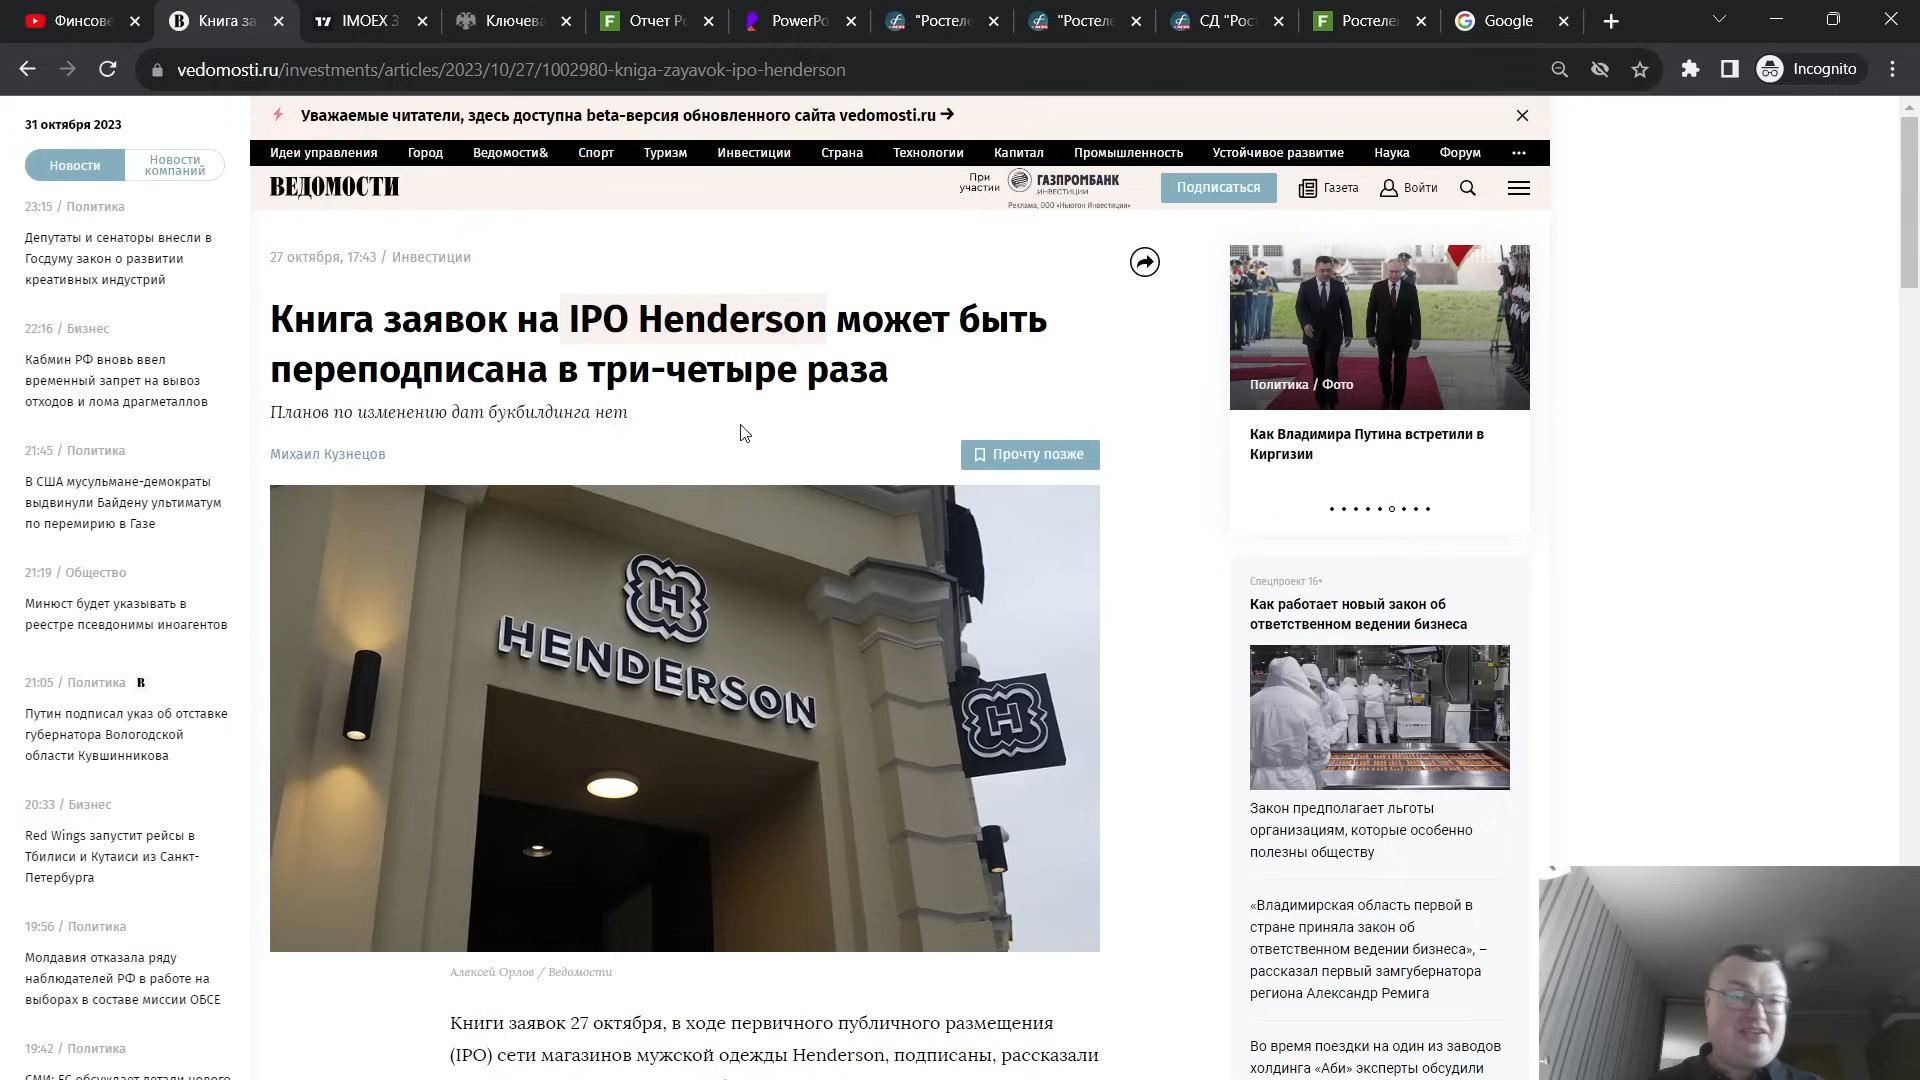 Финсове
Книга за
IMOEX 3
Ключева
Отчет Р
PowerPo
"Ростеле
"Ростеле
СД "Рос
Ростеле
Google
vedomosti.ru/investments/articles/2023/10/27/1002980-kniga-zayavok-ipo-henderson
Incognito
31 октября 2023
Новости
Новости
компаний
23:15 / Политика
Депутаты и сенаторы внесли в
Госдуму закон о развитии
креативных индустрий
22:16 / Бизнес
Кабмин РФ вновь ввел
временный запрет на вывоз
отходов и лома драгметаллов
21:45 / Политика
В США мусульмане-демократы
выдвинули Байдену ультиматум
по перемирию в Газе
21:19 / Общество
Минюст будет указывать в
реестре псевдонимы иноагентов
21:05 / Политика В
Путин подписал указ об отставке
губернатора Вологодской
области Кувшинникова
20:33 / Бизнес
Red Wings запустит рейсы в
Тбилиси и Кутаиси из Санкт-
Петербурга
19:56 / Политика
Молдавия отказала ряду
наблюдателей РФ в работе на
выборах в составе миссии ОБСЕ
19:42 / Политика
СМИ: ЕС обсуждает детали нового
Уважаемые читатели, здесь доступна beta-версия обновленного сайта vedomosti.ru →
Идеи управления Город Ведомости& Спорт Туризм Инвестиции Страна Технологии Капитал Промышленность Устойчивое развитие Наука Форум ···
ВЕДОМОСТИ
При
участии
ГАЗПРОМБАНК
ИНВЕСТИЦИИ
Реклама, ООО «Ньютон Инвестиции»
Подписаться
Газета
Войти
27 октября, 17:43 / Инвестиции
Книга заявок на IPO Henderson может быть
переподписана в три-четыре раза
Планов по изменению дат букбилдинга нет
Михаил Кузнецов
Прочту позже
H
HENDERSON
H
Алексей Орлов / Ведомости
Книги заявок 27 октября, в ходе первичного публичного размещения
(IPO) сети магазинов мужской одежды Henderson, подписаны, рассказали
Политика / Фото
Как Владимира Путина встретили в
Киргизии
Спецпроект 16+
Как работает новый закон об
ответственном ведении бизнеса
Закон предполагает льготы
организациям, которые особенно
полезны обществу
«Владимирская область первой в
стране приняла закон об
ответственном ведении бизнеса», –
рассказал первый замгубернатора
региона Александр Ремига
Во время поездки на один из заводов
холдинга «Аби» эксперты обсудили